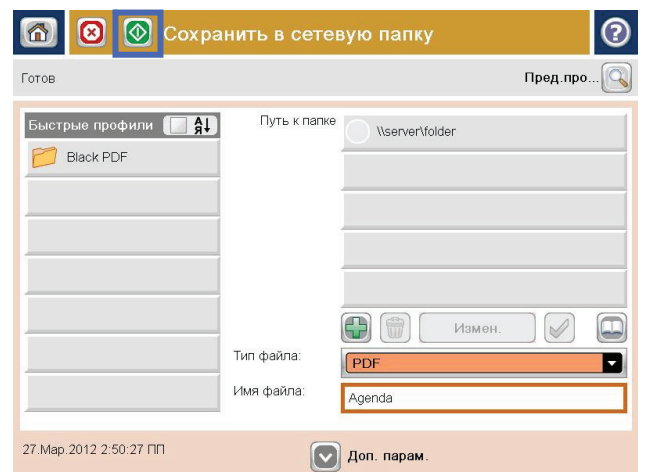 Сохранить в сетевую папку
?
Готов
Пред.про...
Быстрые профили АЯ
Путь к папке
\\server\folder
Black PDF
Измен.
Тип файла:
PDF
Имя файла:
Agenda
27.Мар.2012 2:50:27 ПП
Доп. парам.